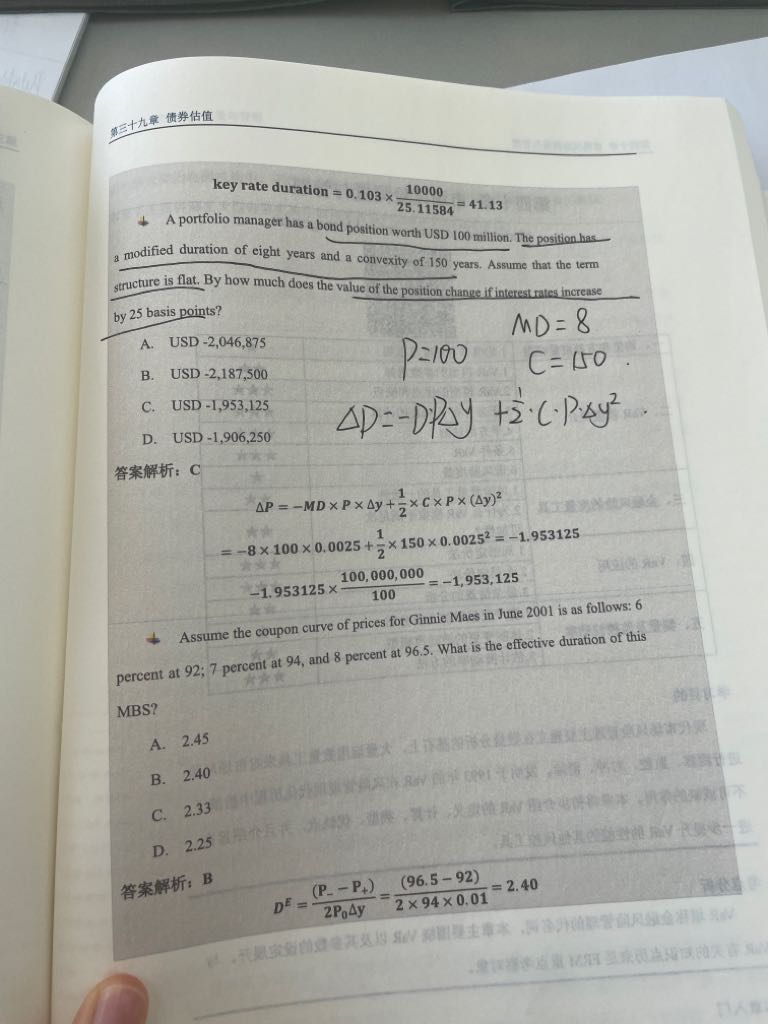 第三十九章 债券估值
key rate duration = 0.103 × 10000 / 25.11584 = 41.13
A portfolio manager has a bond position worth USD 100 million. The position has
a modified duration of eight years and a convexity of 150 years. Assume that the term
structure is flat. By how much does the value of the position change if interest rates increase
by 25 basis points?
A. USD -2,046,875
B. USD -2,187,500
C. USD -1,953,125
D. USD -1,906,250
MD=8
P=100
C=150
ΔP=-D·PΔy +½·C·P·Δy²
答案解析：C
ΔP = −MD × P × Δy + 1/2 × C × P × (Δy)²
= −8 × 100 × 0.0025 + 1/2 × 150 × 0.0025² = −1.953125
−1.953125 × 100,000,000 / 100 = −1,953,125
Assume the coupon curve of prices for Ginnie Maes in June 2001 is as follows: 6
percent at 92; 7 percent at 94, and 8 percent at 96.5. What is the effective duration of this
MBS?
A. 2.45
B. 2.40
C. 2.33
D. 2.25
答案解析：B
Dᴱ = (P₋ − P₊) / 2P₀Δy = (96.5 − 92) / 2 × 94 × 0.01 = 2.40